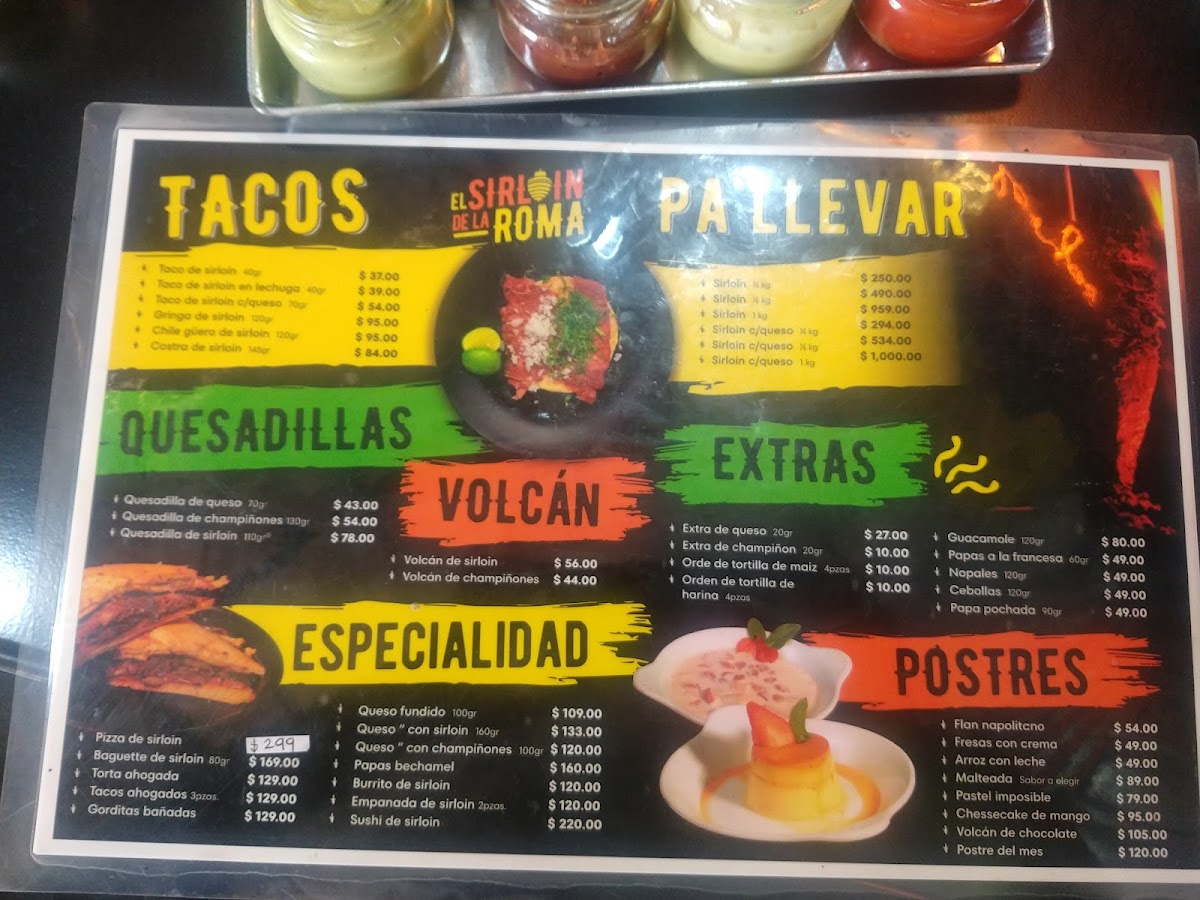 TACOS
Taco de sirloin 40gr $ 37.00
Taco de sirloin en lechuga 40gr $ 39.00
Taco de sirloin c/queso 70gr $ 54.00
Gringa de sirloin 120gr $ 95.00
Chile güero de sirloin 120gr $ 95.00
Costra de sirloin 145gr $ 84.00
EL SIRLOIN
DE LA ROMA
PA LLEVAR
Sirloin ¼ kg $ 250.00
Sirloin ½ kg $ 490.00
Sirloin 1 kg $ 959.00
Sirloin c/queso ¼ kg $ 294.00
Sirloin c/queso ½ kg $ 534.00
Sirloin c/queso 1 kg $ 1,000.00
QUESADILLAS
Quesadilla de queso 70gr $ 43.00
Quesadilla de champiñones 130gr $ 54.00
Quesadilla de sirloin 110gr $ 78.00
VOLCÁN
Volcán de sirloin $ 56.00
Volcán de champiñones $ 44.00
EXTRAS
Extra de queso 20gr $ 27.00
Extra de champiñon 20gr $ 10.00
Orde de tortilla de maiz 4pzas $ 10.00
Orden de tortilla de $ 10.00
harina 4pzas
Guacamole 120gr $ 80.00
Papas a la francesa 60gr $ 49.00
Nopales 120gr $ 49.00
Cebollas 120gr $ 49.00
Papa pochada 90gr $ 49.00
ESPECIALIDAD
Pizza de sirloin $ 299
Baguette de sirloin 80gr $ 169.00
Torta ahogada $ 129.00
Tacos ahogados 3pzas. $ 129.00
Gorditas bañadas $ 129.00
Queso fundido 100gr $ 109.00
Queso " con sirloin 160gr $ 133.00
Queso " con champiñones 100gr $ 120.00
Papas bechamel $ 160.00
Burrito de sirloin $ 120.00
Empanada de sirloin 2pzas. $ 120.00
Sushi de sirloin $ 220.00
POSTRES
Flan napolitcno $ 54.00
Fresas con crema $ 49.00
Arroz con leche $ 49.00
Malteada Sabor a elegir $ 89.00
Pastel imposible $ 79.00
Chessecake de mango $ 95.00
Volcán de chocolate $ 105.00
Postre del mes $ 120.00